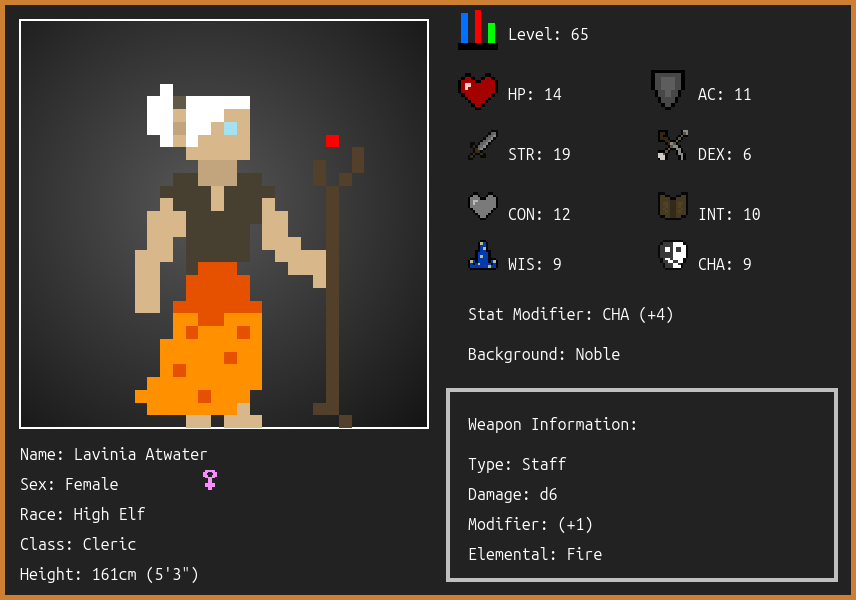 Level: 65
HP: 14
AC: 11
STR: 19
DEX: 6
CON: 12
INT: 10
WIS: 9
CHA: 9
Stat Modifier: CHA (+4)
Background: Noble
Weapon Information:
Type: Staff
Damage: d6
Modifier: (+1)
Elemental: Fire
Name: Lavinia Atwater
Sex: Female
Race: High Elf
Class: Cleric
Height: 161cm (5'3")